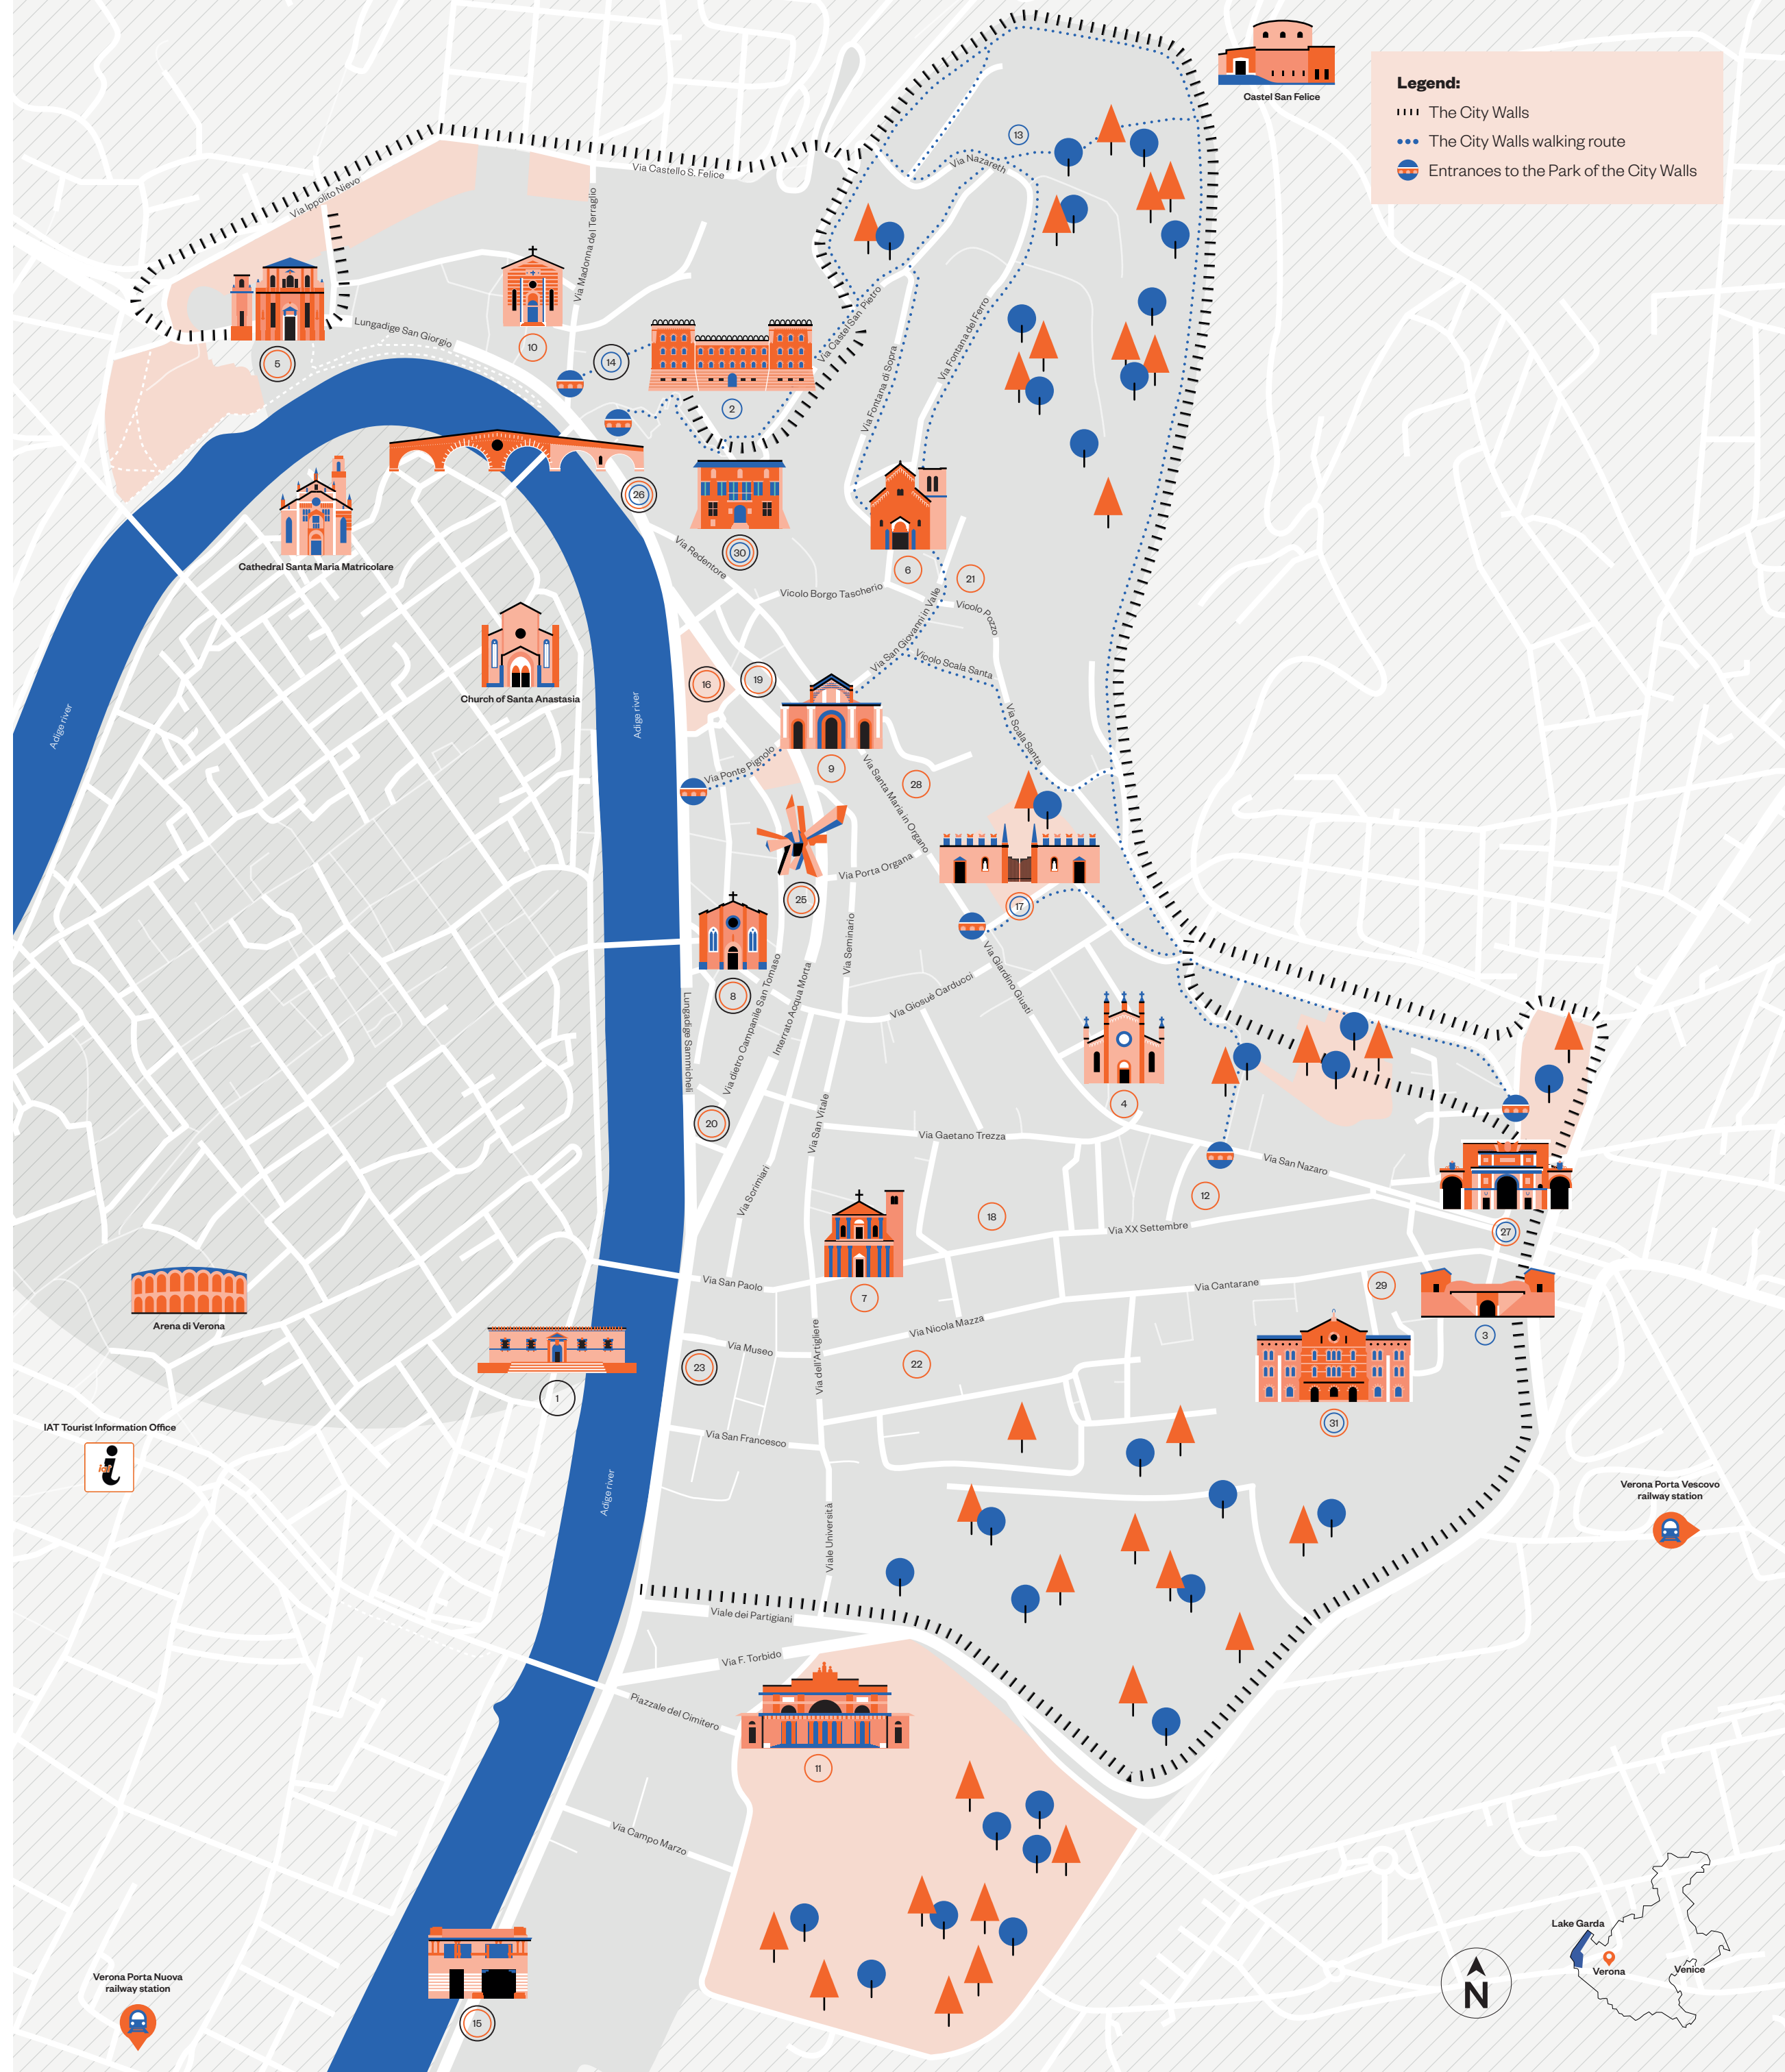 Castel San Felice
Legend:
The City Walls
The City Walls walking route
Entrances to the Park of the City Walls
13
Via Nazareth
Via Castello S. Felice
Via Ippolito Nievo
Via Madonna del Terraglio
Via Castel San Pietro
Lungadige San Giorgio
5
10
14
2
Via Fontana di Sopra
Via Fontana del Ferro
26
30
6
21
Cathedral Santa Maria Matricolare
Via Redentore
Vicolo Borgo Tascherio
Vicolo Pozzo
Via San Giovanni in Valle
Vicolo Scala Santa
16
19
Church of Santa Anastasia
Adige river
Adige river
Via Scala Santa
Via Ponte Pignolo
9
28
Via Santa Maria in Organo
Via Porta Organa
25
17
8
Via Seminario
Via Giardino Giusti
Via Giosuè Carducci
Lungadige Sammicheli
Via dietro Campanile San Tomaso
Interrato Acqua Morta
4
20
Via San Vitale
Via Gaetano Trezza
Via San Nazaro
Via Scrimiari
12
18
Via XX Settembre
27
Via San Paolo
7
Via Cantarane
29
3
Arena di Verona
Via Museo
Via dell'Artigliere
Via Nicola Mazza
23
22
1
31
IAT Tourist Information Office
iat
Via San Francesco
Adige river
Viale Università
Verona Porta Vescovo
railway station
Viale dei Partigiani
Via F. Torbido
Piazzale del Cimitero
11
Via Campo Marzo
Lake Garda
Verona
Venice
N
Verona Porta Nuova
railway station
15